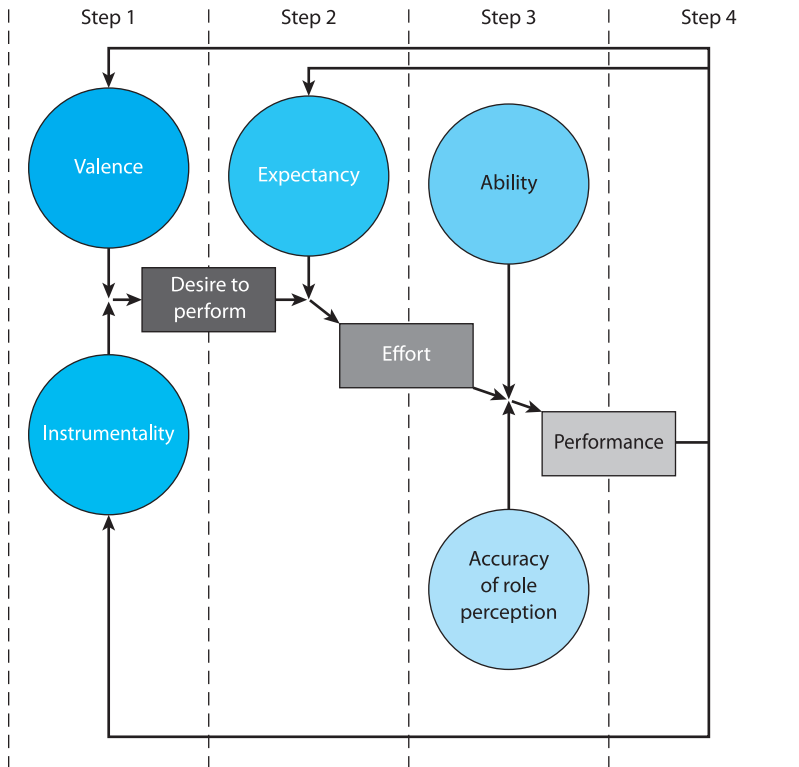 Step 1
Step 2
Step 3
Step 4
Valence
Expectancy
Ability
Desire to
perform
Effort
Instrumentality
Performance
Accuracy
of role
perception